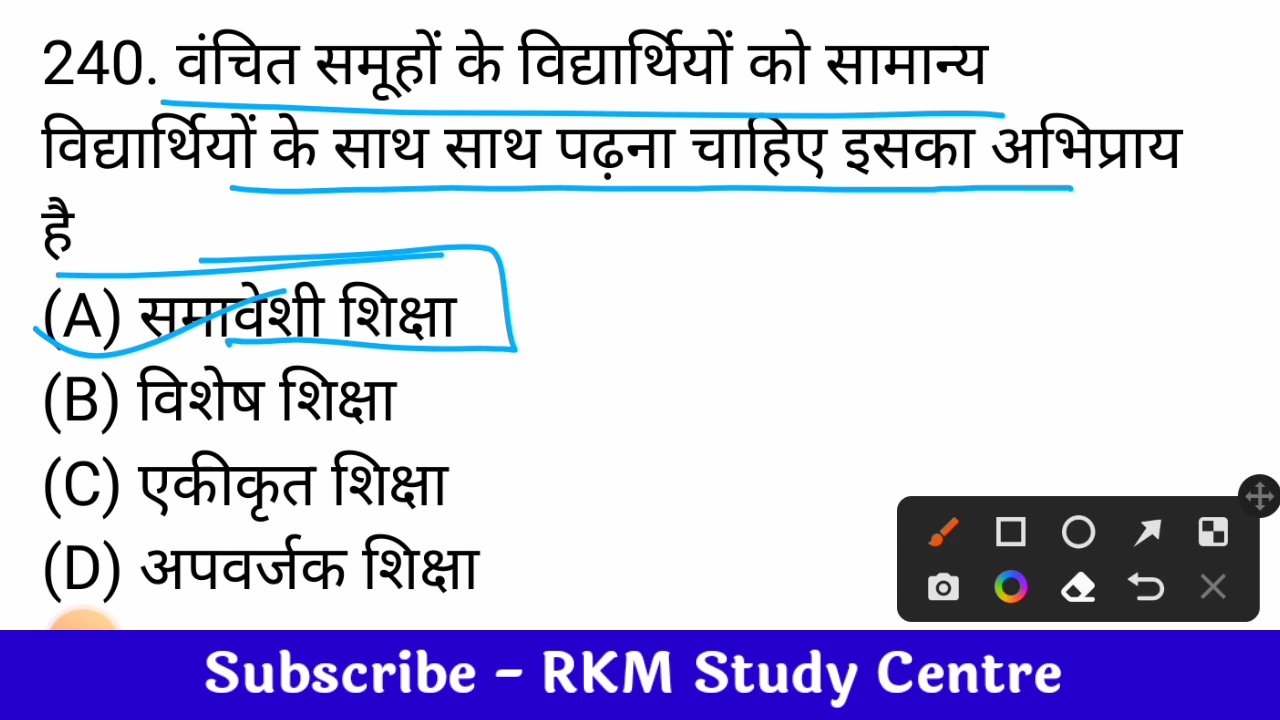 240. वंचित समूहों के विद्यार्थियों को सामान्य
विद्यार्थियों के साथ साथ पढ़ना चाहिए इसका अभिप्राय
है
(A) समावेशी शिक्षा
(B) विशेष शिक्षा
(C) एकीकृत शिक्षा
(D) अपवर्जक शिक्षा
Subscribe - RKM Study Centre